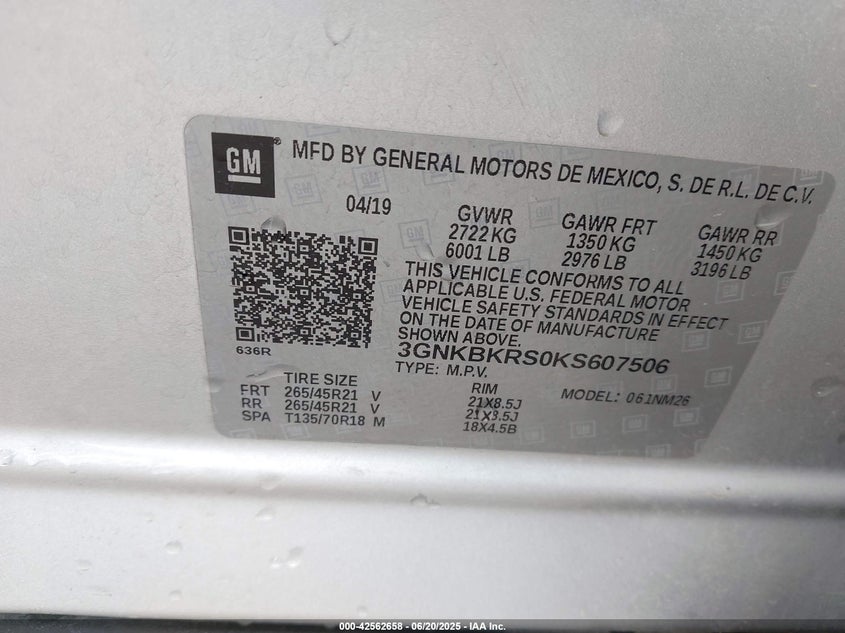 GM® MFD BY GENERAL MOTORS DE MEXICO, S. DE R.L. DE C.V.
04/19
GVWR GAWR FRT GAWR RR
2722 KG 1350 KG 1450 KG
6001 LB 2976 LB 3196 LB
THIS VEHICLE CONFORMS TO ALL
APPLICABLE U.S. FEDERAL MOTOR
VEHICLE SAFETY STANDARDS IN EFFECT
ON THE DATE OF MANUFACTURE
SHOWN ABOVE.
636R
3GNKBKRS0KS607506
TYPE: M.P.V.
TIRE SIZE RIM MODEL: 061NM26
FRT 265/45R21 V 21X8.5J
RR 265/45R21 V 21X8.5J
SPA T135/70R18 M 18X4.5B
000-42562658 - 06/20/2025 - IAA Inc.